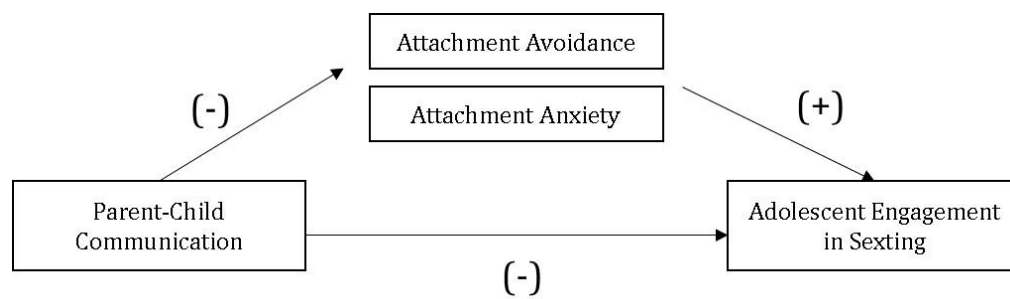 Attachment Avoidance
(-)
Attachment Anxiety
(+)
Parent-Child
Communication
Adolescent Engagement
in Sexting
(-)